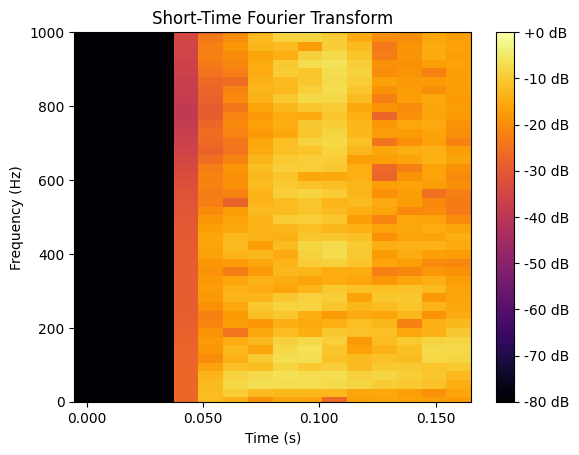 Short-Time Fourier Transform
1000
800
600
400
200
0
Frequency (Hz)
0.000
0.050
0.100
0.150
Time (s)
+0 dB
-10 dB
-20 dB
-30 dB
-40 dB
-50 dB
-60 dB
-70 dB
-80 dB